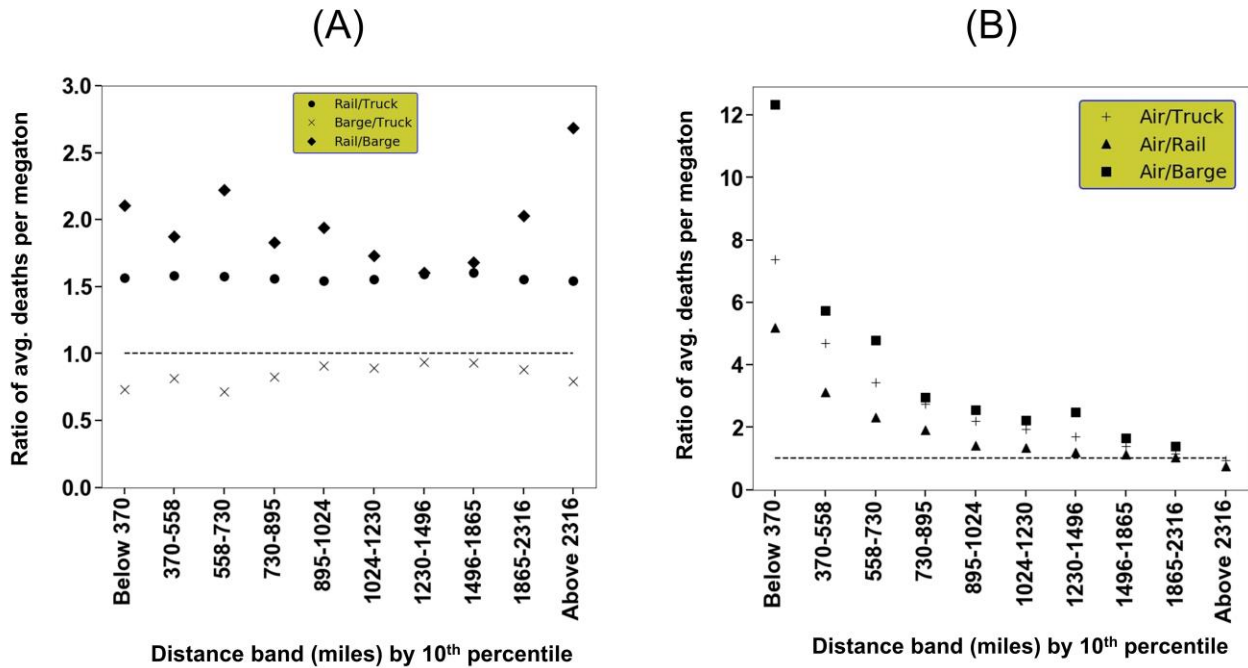 (A)
Ratio of avg. deaths per megaton
3.0
2.5
2.0
1.5
1.0
0.5
0.0
Rail/Truck
Barge/Truck
Rail/Barge
Below 370
370-558
558-730
730-895
895-1024
1024-1230
1230-1496
1496-1865
1865-2316
Above 2316
Distance band (miles) by 10th percentile
(B)
Ratio of avg. deaths per megaton
12
10
8
6
4
2
0
Air/Truck
Air/Rail
Air/Barge
Below 370
370-558
558-730
730-895
895-1024
1024-1230
1230-1496
1496-1865
1865-2316
Above 2316
Distance band (miles) by 10th percentile